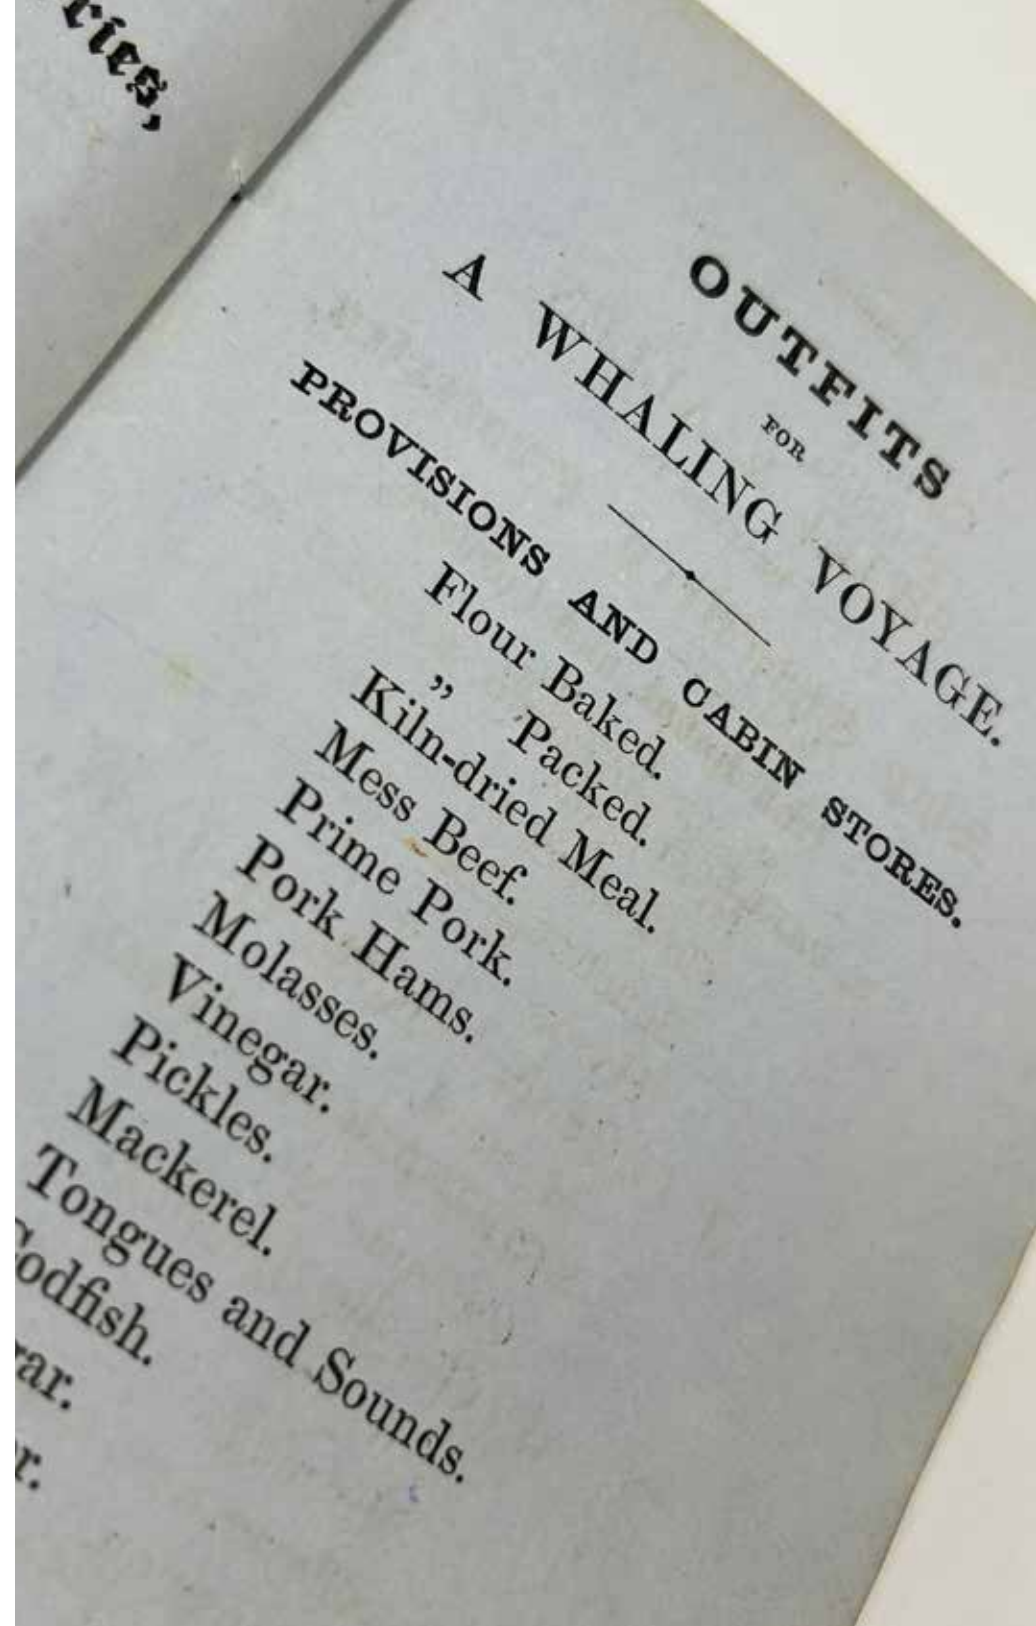 OUTFITS
FOR
A WHALING VOYAGE.
PROVISIONS AND CABIN STORES.
Flour Baked.
” Packed.
Kiln-dried Meal.
Mess Beef.
Prime Pork.
Pork Hams.
Molasses.
Vinegar.
Pickles.
Mackerel.
Tongues and Sounds.
Codfish.